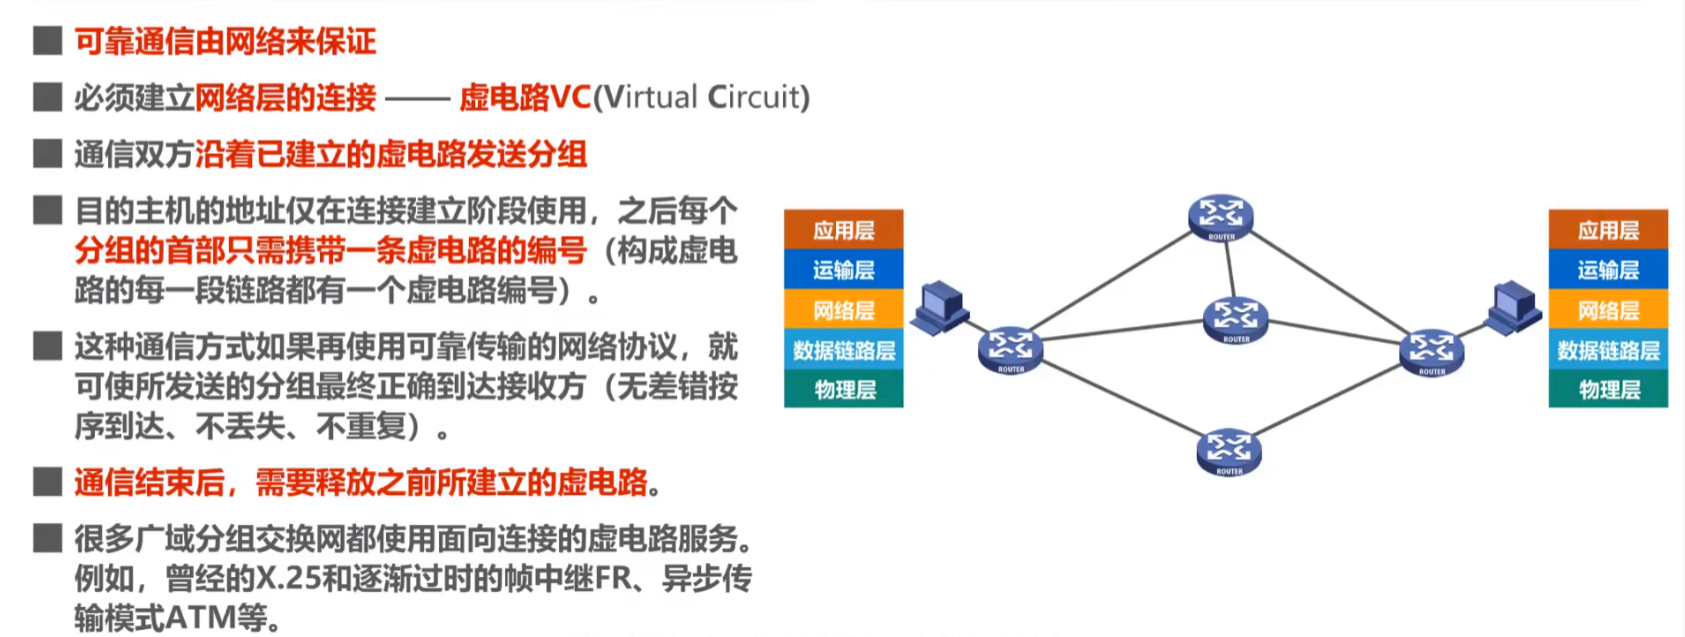 可靠通信由网络来保证
必须建立网络层的连接 —— 虚电路VC(Virtual Circuit)
通信双方沿着已建立的虚电路发送分组
目的主机的地址仅在连接建立阶段使用，之后每个
分组的首部只需携带一条虚电路的编号（构成虚电
路的每一段链路都有一个虚电路编号）。
这种通信方式如果再使用可靠传输的网络协议，就
可使所发送的分组最终正确到达接收方（无差错按
序到达、不丢失、不重复）。
通信结束后，需要释放之前所建立的虚电路。
很多广域分组交换网都使用面向连接的虚电路服务。
例如，曾经的X.25和逐渐过时的帧中继FR、异步传
输模式ATM等。
应用层
运输层
网络层
数据链路层
物理层
ROUTER
ROUTER
ROUTER
ROUTER
ROUTER
应用层
运输层
网络层
数据链路层
物理层